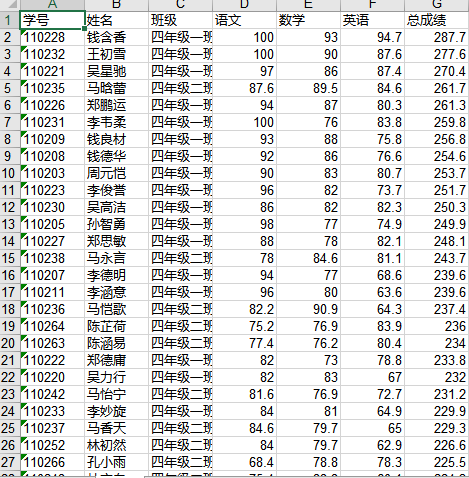 A B C D E F G
1 学号 姓名 班级 语文 数学 英语 总成绩
2 110228 钱含香 四年级一班 100 93 94.7 287.7
3 110232 王初雪 四年级一班 100 90 87.6 277.6
4 110221 吴星驰 四年级一班 97 86 87.4 270.4
5 110235 马晗蕾 四年级二班 87.6 89.5 84.6 261.7
6 110226 郑鹏运 四年级一班 94 87 80.3 261.3
7 110231 李韦柔 四年级一班 100 76 83.8 259.8
8 110209 钱良材 四年级一班 93 88 75.8 256.8
9 110208 钱德华 四年级一班 92 86 76.6 254.6
10 110203 周元恺 四年级一班 90 83 80.7 253.7
11 110223 李俊誉 四年级一班 96 82 73.7 251.7
12 110230 吴高洁 四年级一班 86 82 82.3 250.3
13 110205 孙智勇 四年级一班 98 77 74.9 249.9
14 110227 郑思敏 四年级一班 88 78 82.1 248.1
15 110238 马永言 四年级二班 78 84.6 81.1 243.7
16 110207 李德明 四年级一班 94 77 68.6 239.6
17 110211 李涵意 四年级一班 96 80 63.6 239.6
18 110236 马恺歌 四年级二班 82.2 90.9 64.3 237.4
19 110264 陈芷荷 四年级二班 75.2 76.9 83.9 236
20 110263 陈涵易 四年级二班 77.4 76.2 80.4 234
21 110222 郑德庸 四年级一班 82 73 78.8 233.8
22 110220 吴力行 四年级一班 82 83 67 232
23 110242 马怡宁 四年级二班 81.6 76.9 72.7 231.2
24 110233 李妙旋 四年级一班 84 81 64.9 229.9
25 110237 马香天 四年级二班 84.6 79.7 65 229.3
26 110252 林初然 四年级二班 84 79.7 62.9 226.6
27 110266 孔小雨 四年级二班 68.4 78.8 78.3 225.5